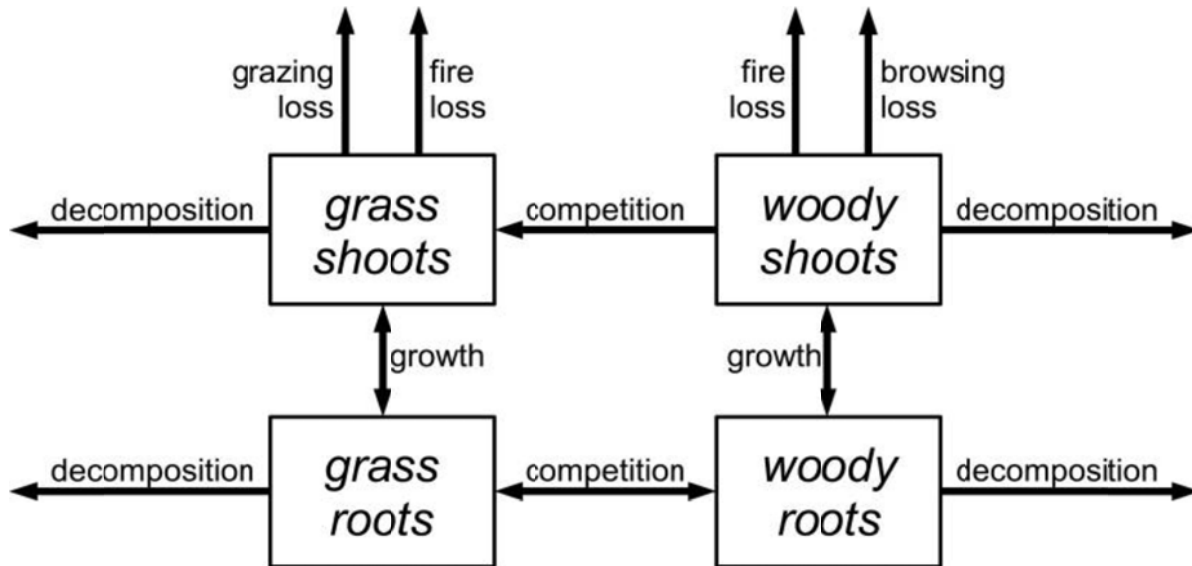 grazing
loss
fire
loss
fire
loss
browsing
loss
decomposition
grass
shoots
competition
woody
shoots
decomposition
growth
growth
decomposition
grass
roots
competition
woody
roots
decomposition